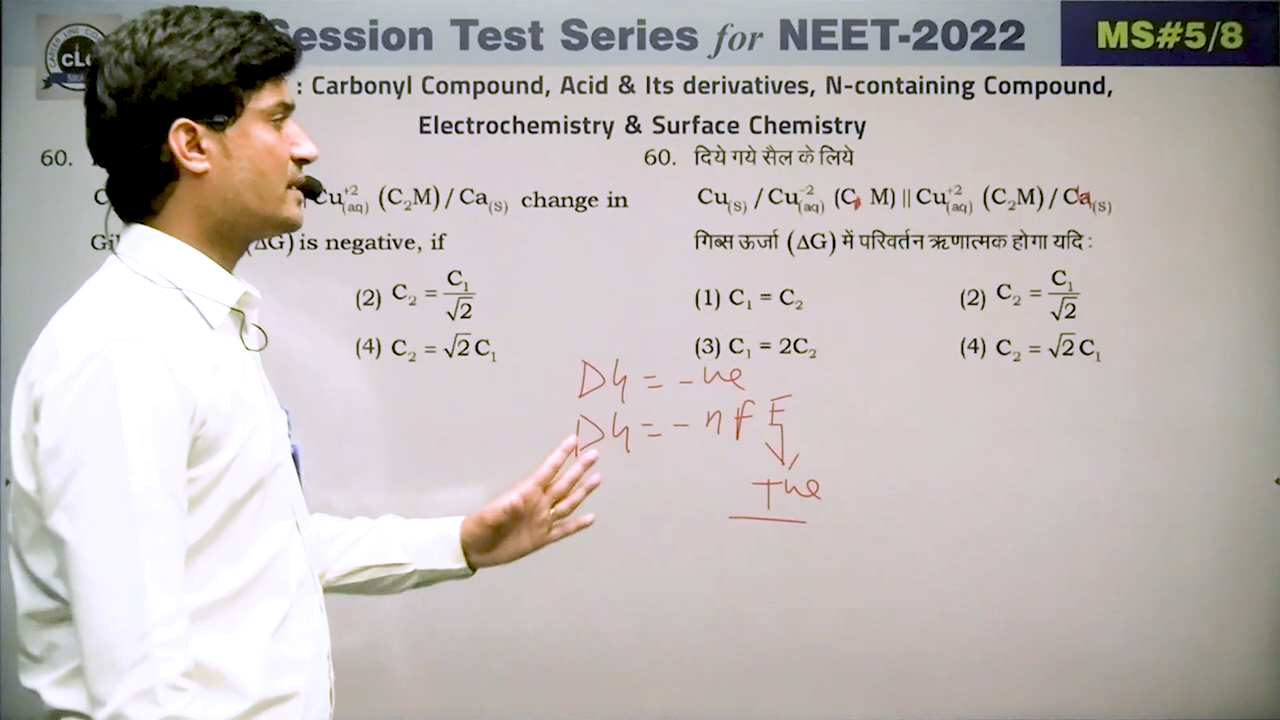 Session Test Series for NEET-2022
MS#5/8
: Carbonyl Compound, Acid & Its derivatives, N-containing Compound,
Electrochemistry & Surface Chemistry
60.
Cu⁺²(aq) (C₂M) / Ca(S) change in
(ΔG) is negative, if
(2) C₂ = C₁/√2
(4) C₂ = √2 C₁
60. दिये गये सैल के लिये
Cu(S) / Cu⁻²(aq) (C, M) || Cu⁺²(aq) (C₂M) / Ca(S)
गिब्स ऊर्जा (ΔG) में परिवर्तन ऋणात्मक होगा यदि :
(1) C₁ = C₂ (2) C₂ = C₁/√2
(3) C₁ = 2C₂ (4) C₂ = √2 C₁
ΔG = -ve
ΔG = - n F E
+ve